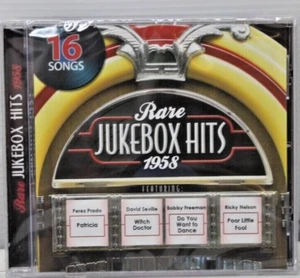 16
SONGS
Rare JUKEBOX HITS 1958
Rare
JUKEBOX HITS
1958
FEATURING:
Perez Prado
Patricia
David Seville
Witch
Doctor
Bobby Freeman
Do You
Want to
Dance
Ricky Nelson
Poor Little
Fool